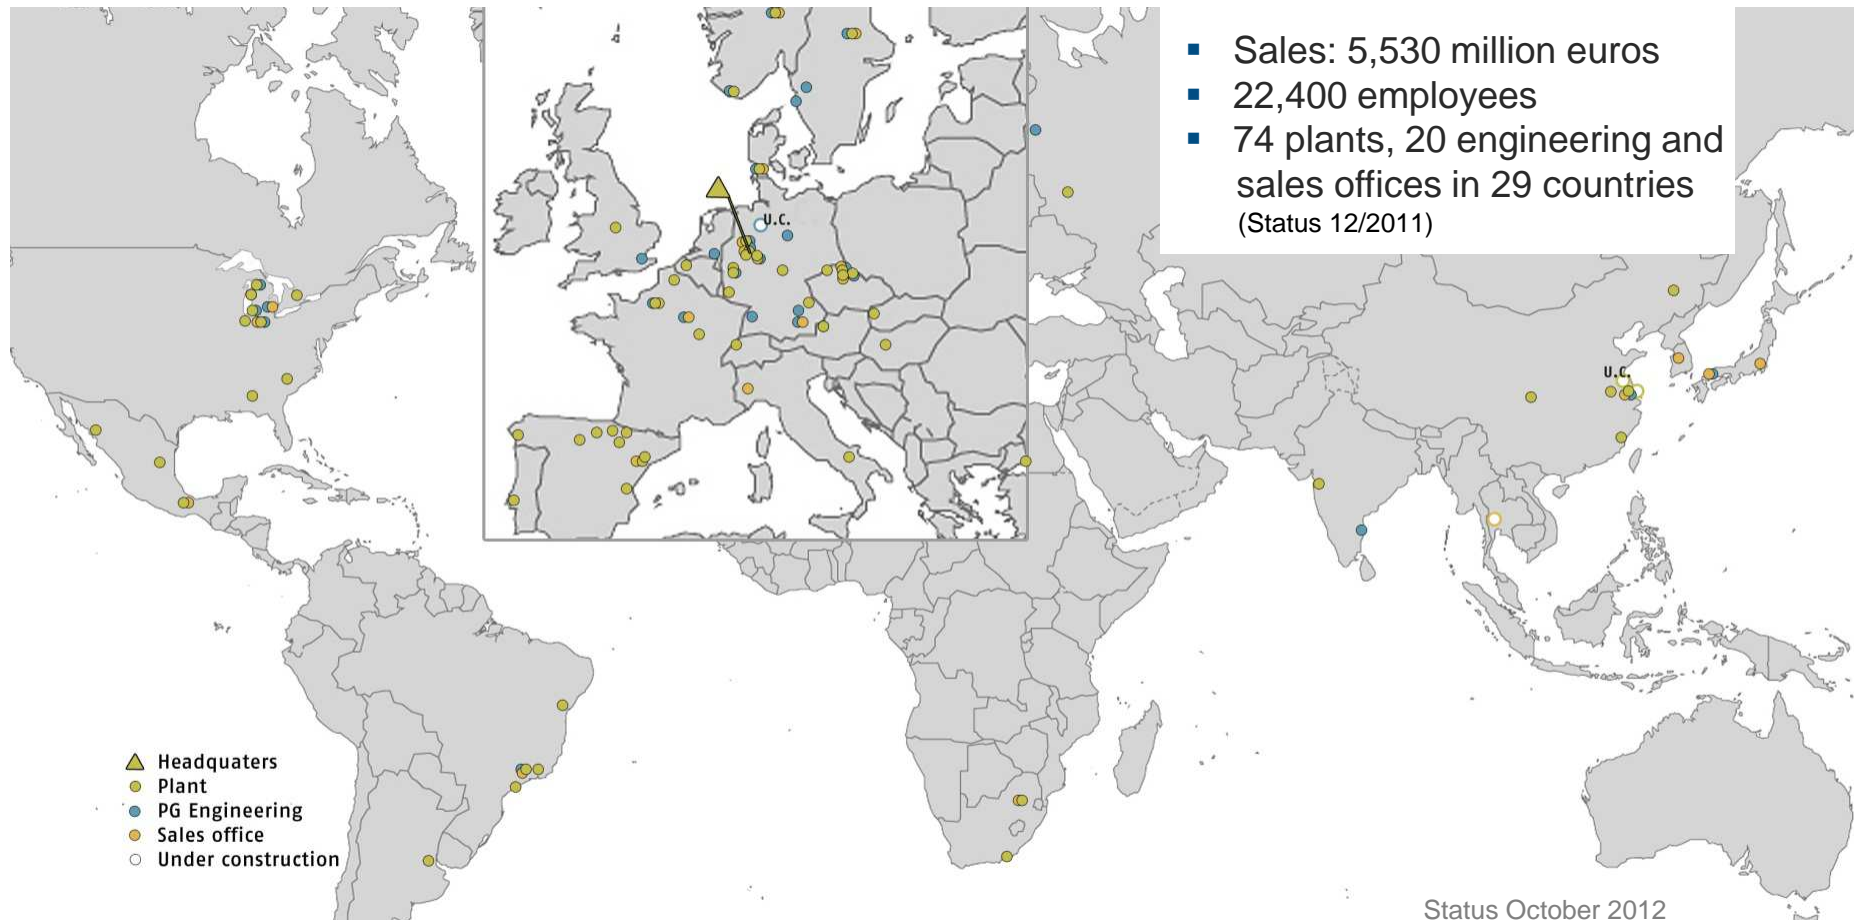 ▪ Sales: 5,530 million euros
▪ 22,400 employees
▪ 74 plants, 20 engineering and
sales offices in 29 countries
(Status 12/2011)
U.C.
U.C.
Headquaters
Plant
PG Engineering
Sales office
Under construction
Status October 2012